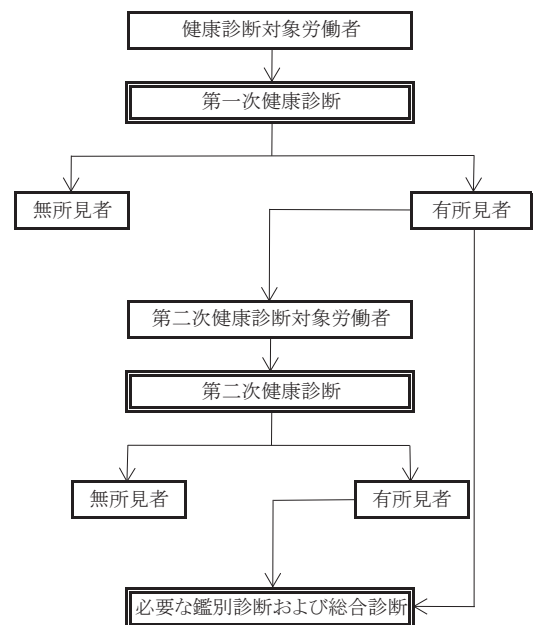 健康診断対象労働者
第一次健康診断
無所見者
有所見者
第二次健康診断対象労働者
第二次健康診断
無所見者
有所見者
必要な鑑別診断および総合診断